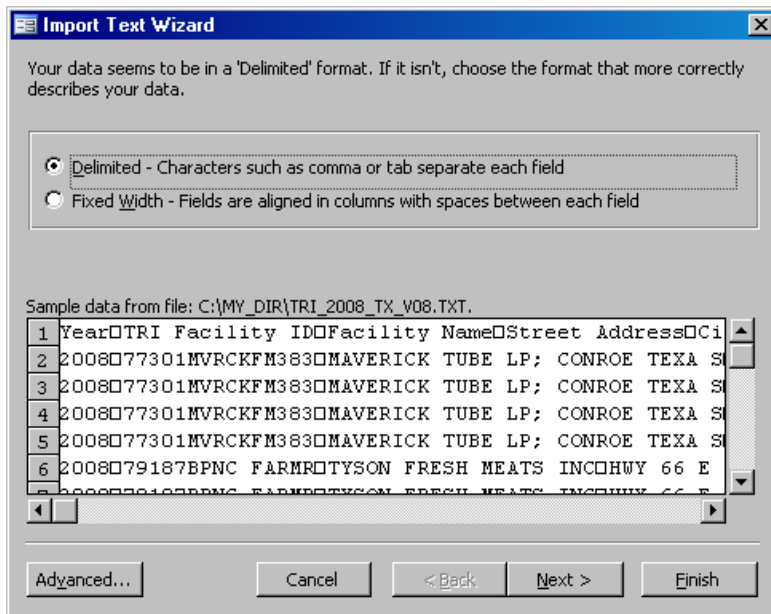 Import Text Wizard
Your data seems to be in a 'Delimited' format. If it isn't, choose the format that more correctly
describes your data.
Delimited - Characters such as comma or tab separate each field
Fixed Width - Fields are aligned in columns with spaces between each field
Sample data from file: C:\MY_DIR\TRI_2008_TX_V08.TXT.
1 Year□TRI Facility ID□Facility Name□Street Address□Ci
2 2008□77301MVRCKFM383□MAVERICK TUBE LP; CONROE TEXA S
3 2008□77301MVRCKFM383□MAVERICK TUBE LP; CONROE TEXA S
4 2008□77301MVRCKFM383□MAVERICK TUBE LP; CONROE TEXA S
5 2008□77301MVRCKFM383□MAVERICK TUBE LP; CONROE TEXA S
6 2008□79187BPNC FARMR□TYSON FRESH MEATS INC□HWY 66 E
Advanced... Cancel < Back Next > Finish